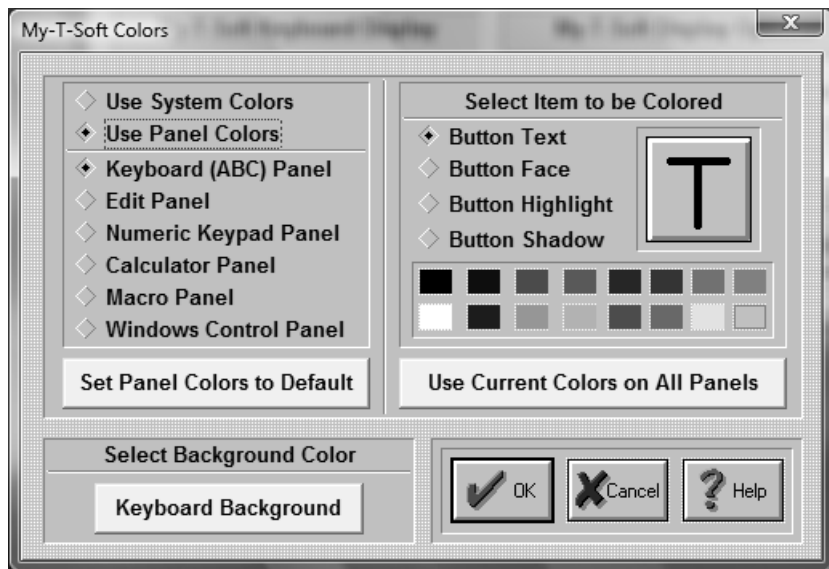 My-T-Soft Colors
Use System Colors
Use Panel Colors
Keyboard (ABC) Panel
Edit Panel
Numeric Keypad Panel
Calculator Panel
Macro Panel
Windows Control Panel
Set Panel Colors to Default
Select Item to be Colored
Button Text
Button Face
Button Highlight
Button Shadow
T
Use Current Colors on All Panels
Select Background Color
Keyboard Background
OK
Cancel
Help